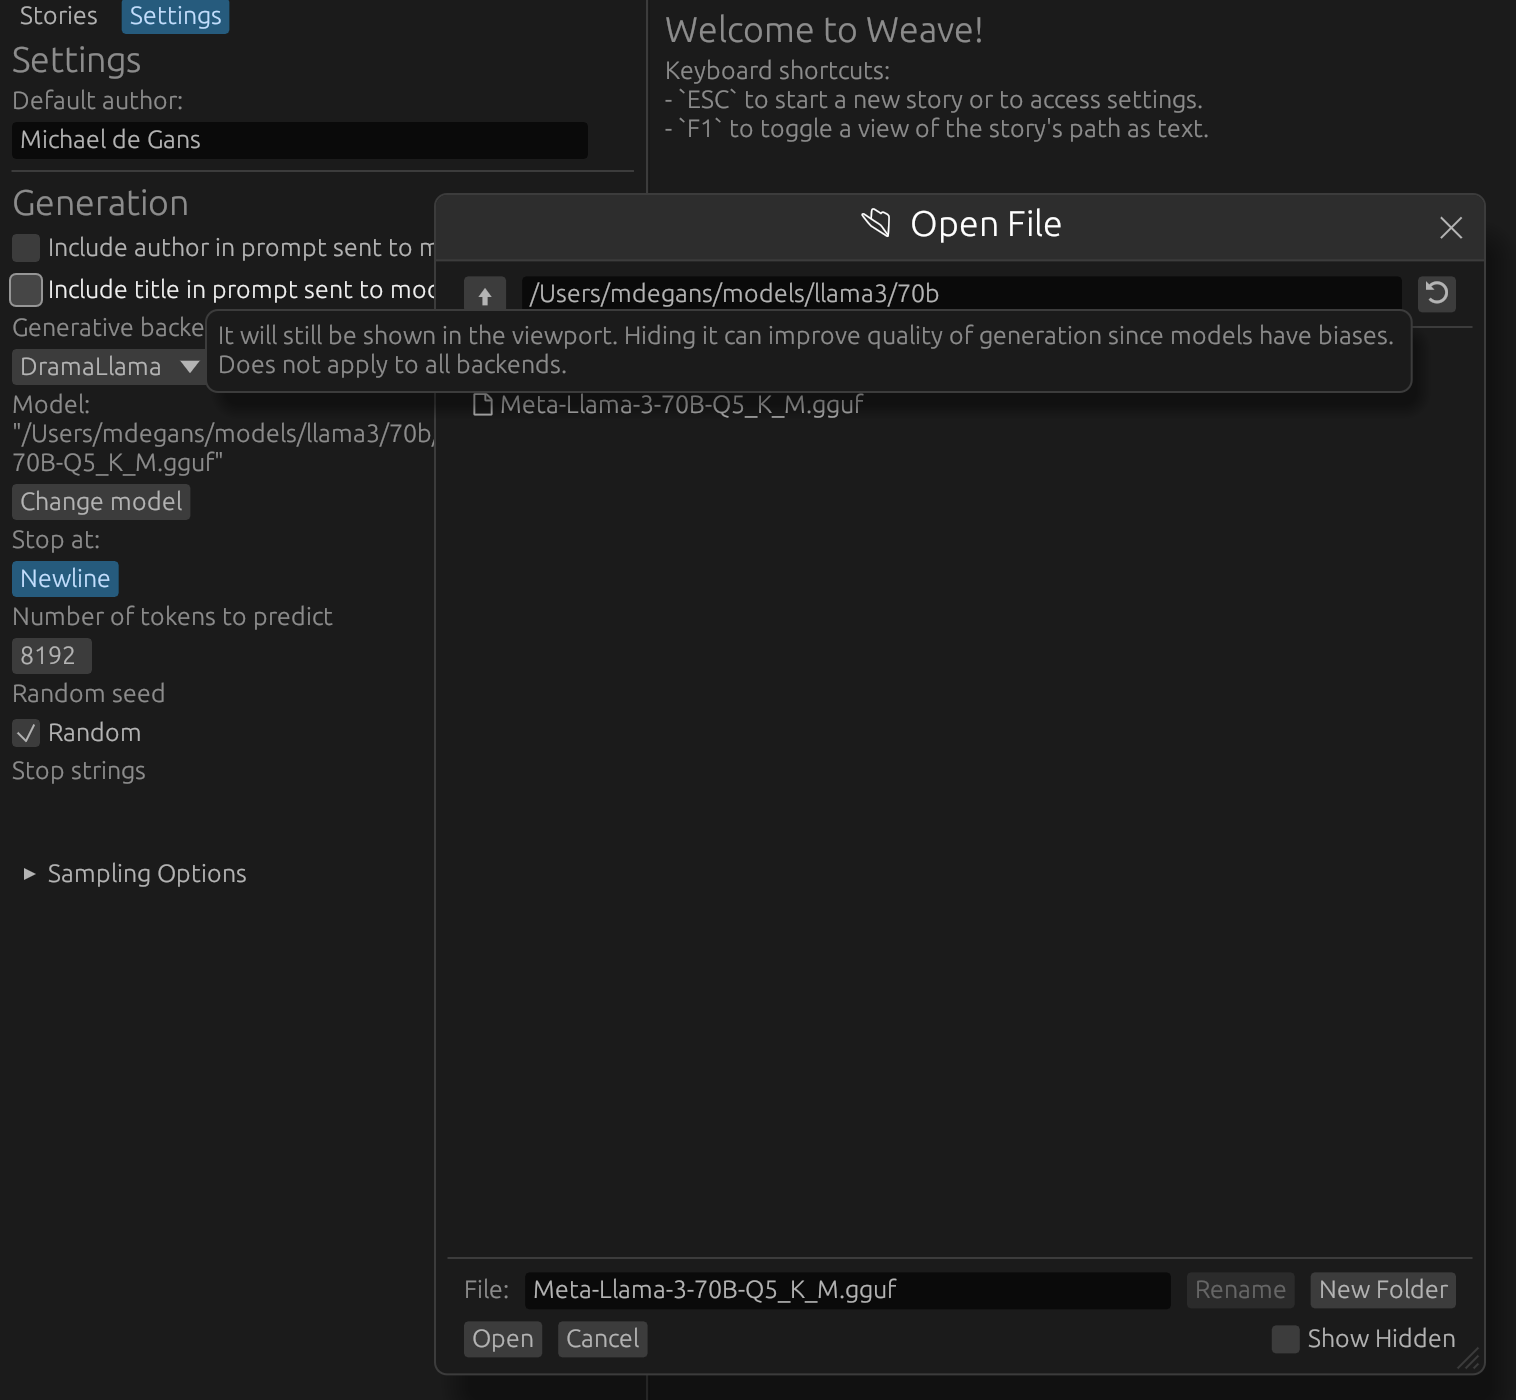 Stories Settings
Settings
Default author:
Michael de Gans
Generation
Include author in prompt sent to
Include title in prompt sent to
Generative
DramaLlama
Model:
"/Users/mdegans/models/llama3/70b/
70B-Q5_K_M.gguf"
Change model
Stop at:
Newline
Number of tokens to predict
8192
Random seed
Random
Stop strings
Sampling Options
Welcome to Weave!
Keyboard shortcuts:
- `ESC` to start a new story or to access settings.
- `F1` to toggle a view of the story's path as text.
Open File
/Users/mdegans/models/llama3/70b
It will still be shown in the viewport. Hiding it can improve quality of generation since models have biases.
Does not apply to all backends.
Meta-Llama-3-70B-Q5_K_M.gguf
File: Meta-Llama-3-70B-Q5_K_M.gguf Rename New Folder
Open Cancel Show Hidden